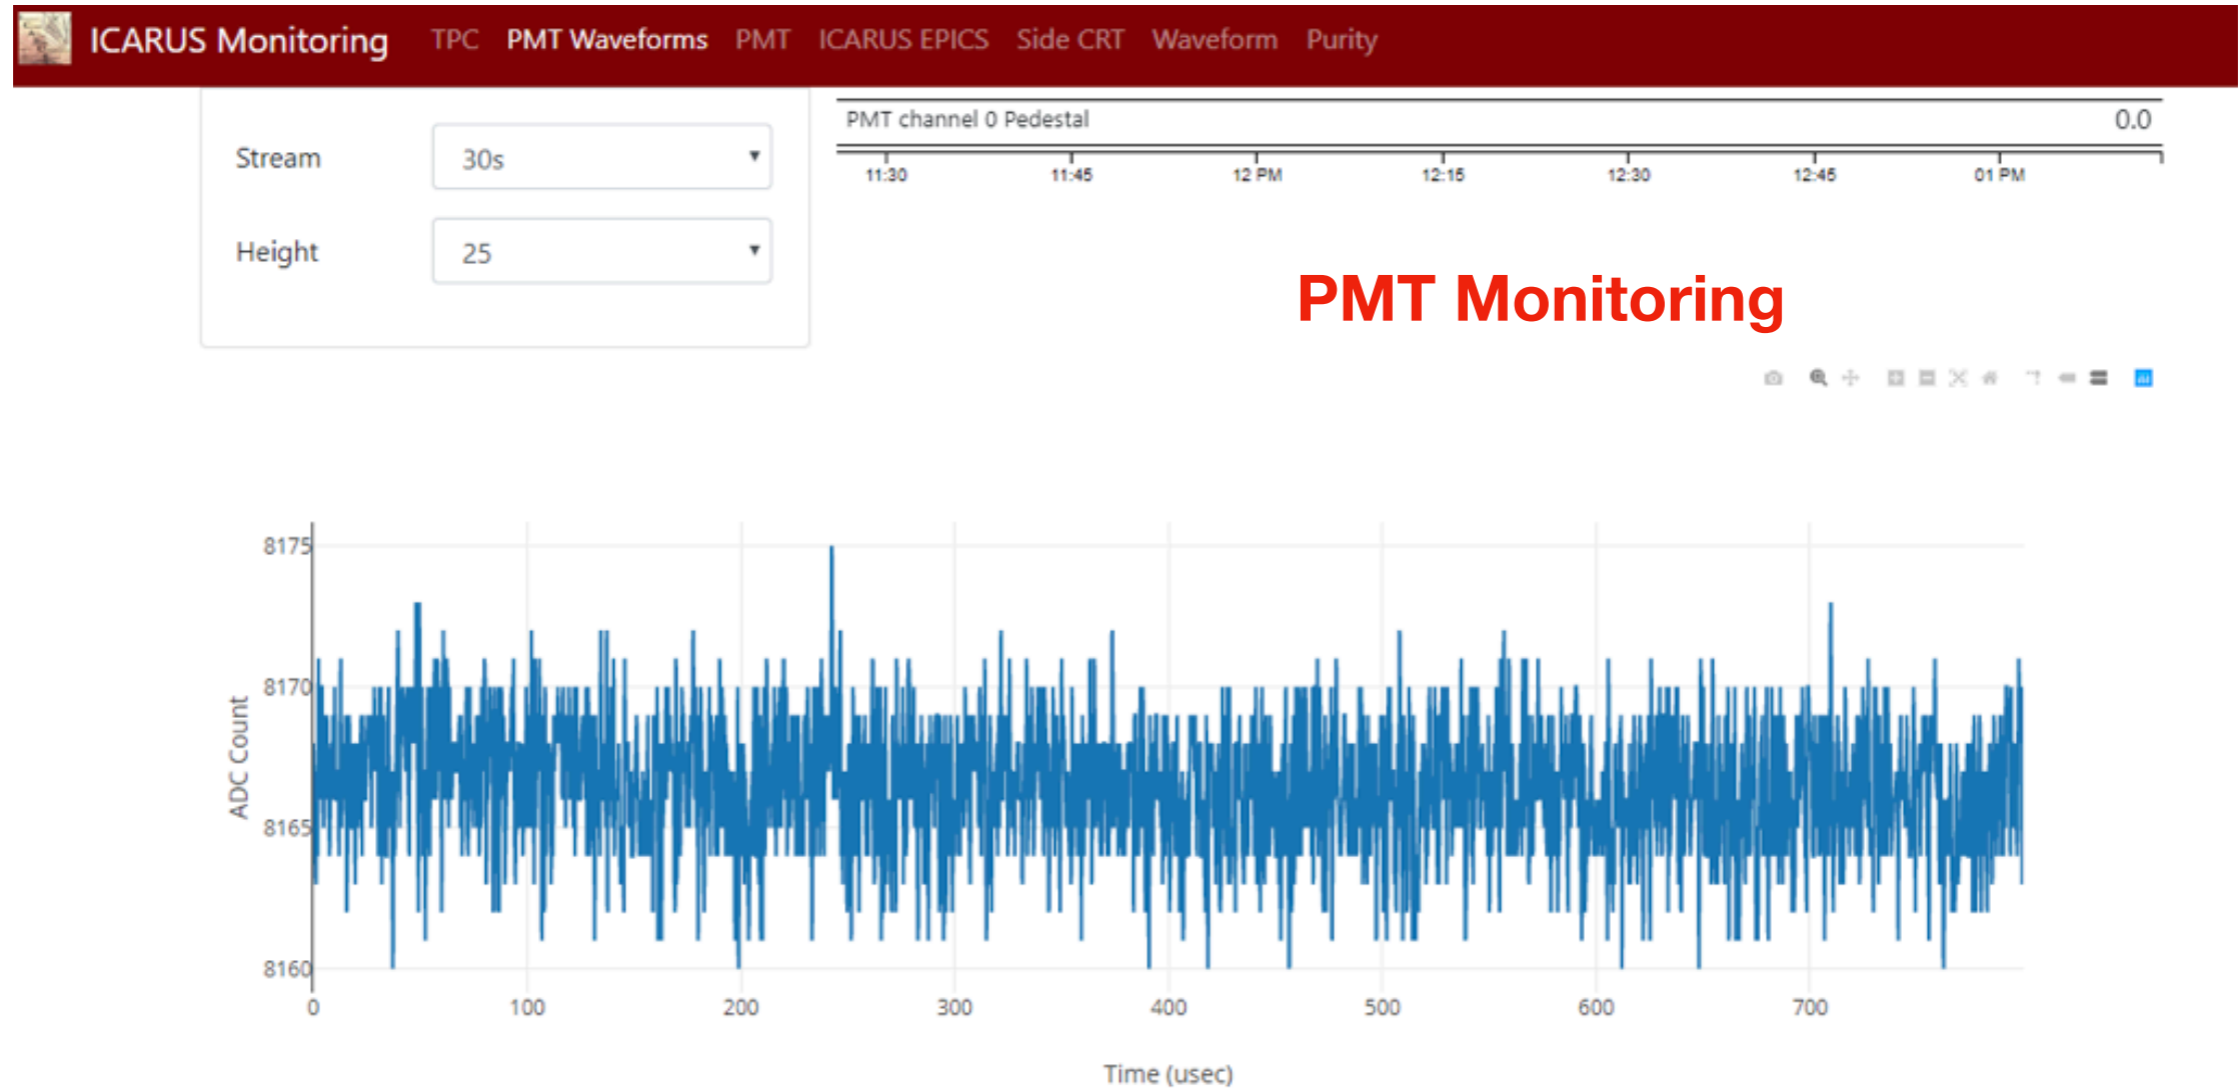 ICARUS Monitoring TPC PMT Waveforms PMT ICARUS EPICS Side CRT Waveform Purity
PMT channel 0 Pedestal 0.0
Stream 30s
11:30 11:45 12 PM 12:15 12:30 12:45 01 PM
Height 25
PMT Monitoring
8175
8170
ADC Count
8165
8160
0 100 200 300 400 500 600 700
Time (usec)